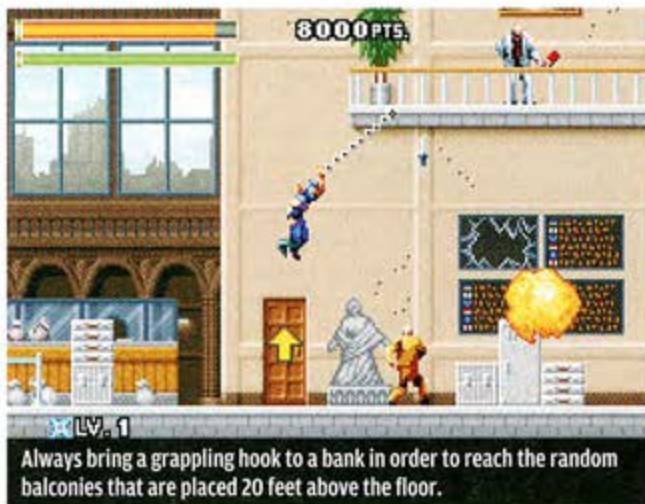 8000PTS.
LV. 1
Always bring a grappling hook to a bank in order to reach the random
balconies that are placed 20 feet above the floor.